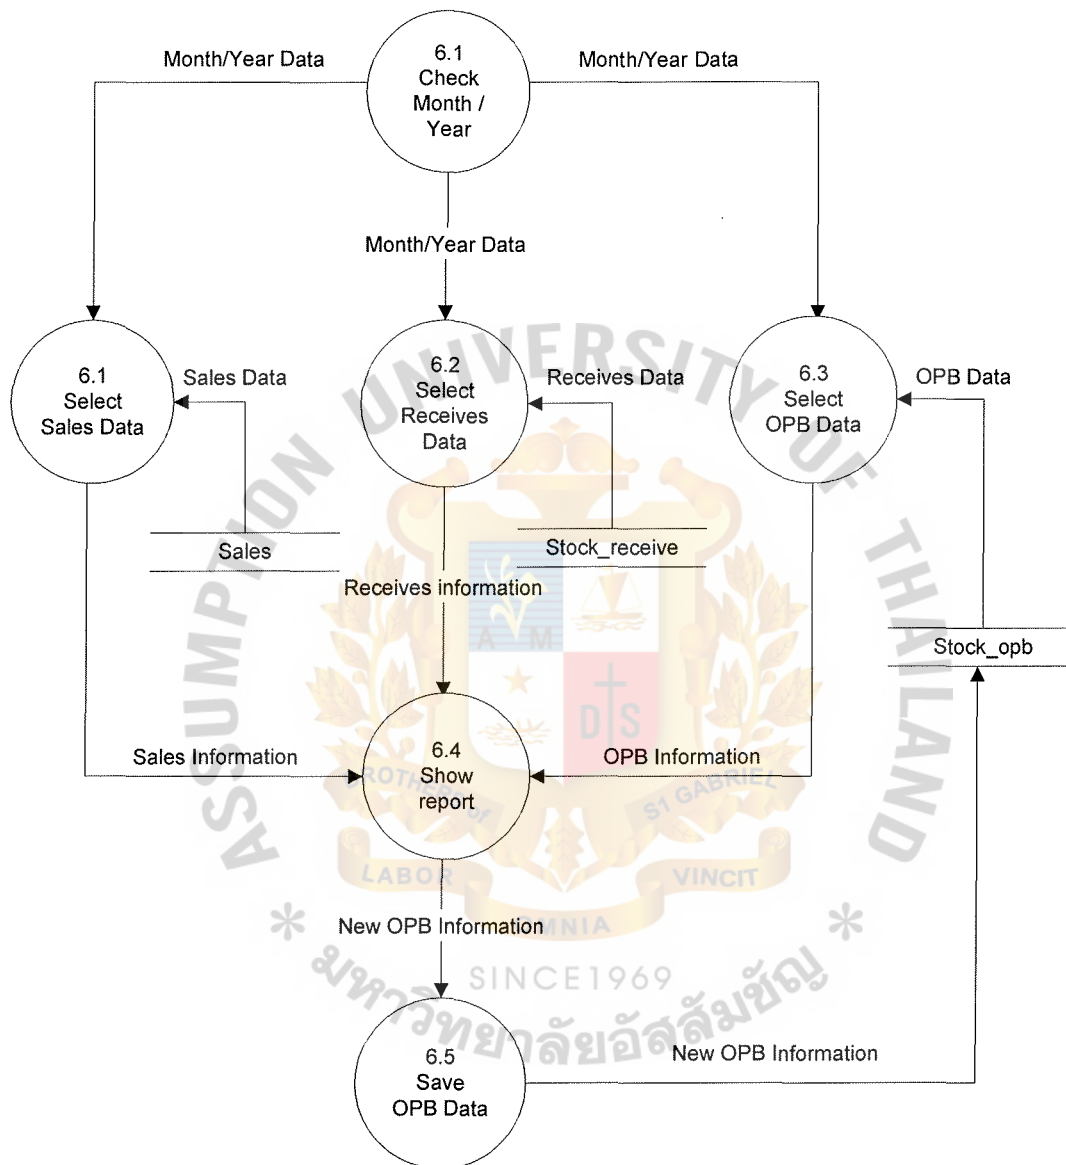 6.1
Check
Month /
Year
Month/Year Data
Month/Year Data
Month/Year Data
6.1
Select
Sales Data
Sales Data
6.2
Select
Receives
Data
Receives Data
6.3
Select
OPB Data
OPB Data
Sales
Stock_receive
Receives information
Stock_opb
Sales Information
6.4
Show
report
OPB Information
New OPB Information
6.5
Save
OPB Data
New OPB Information
ASSUMPTION UNIVERSITY OF THAILAND
A M
D S
BROTHERS of
S1 GABRIEL
LABOR
OMNIA
VINCIT
SINCE1969
มหาวิทยาลัยอัสสัมชัญ